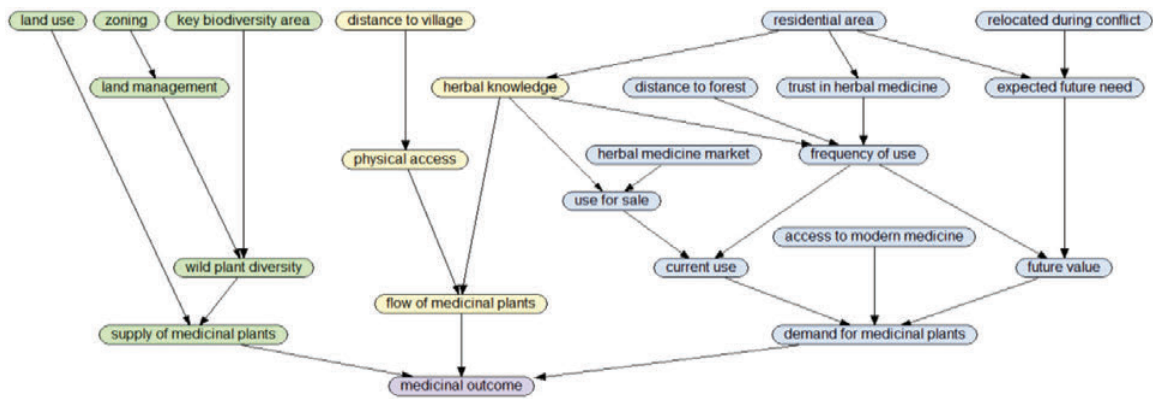 land use
zoning
key biodiversity area
distance to village
residential area
relocated during conflict
land management
herbal knowledge
distance to forest
trust in herbal medicine
expected future need
physical access
herbal medicine market
frequency of use
use for sale
access to modern medicine
wild plant diversity
current use
future value
flow of medicinal plants
supply of medicinal plants
demand for medicinal plants
medicinal outcome